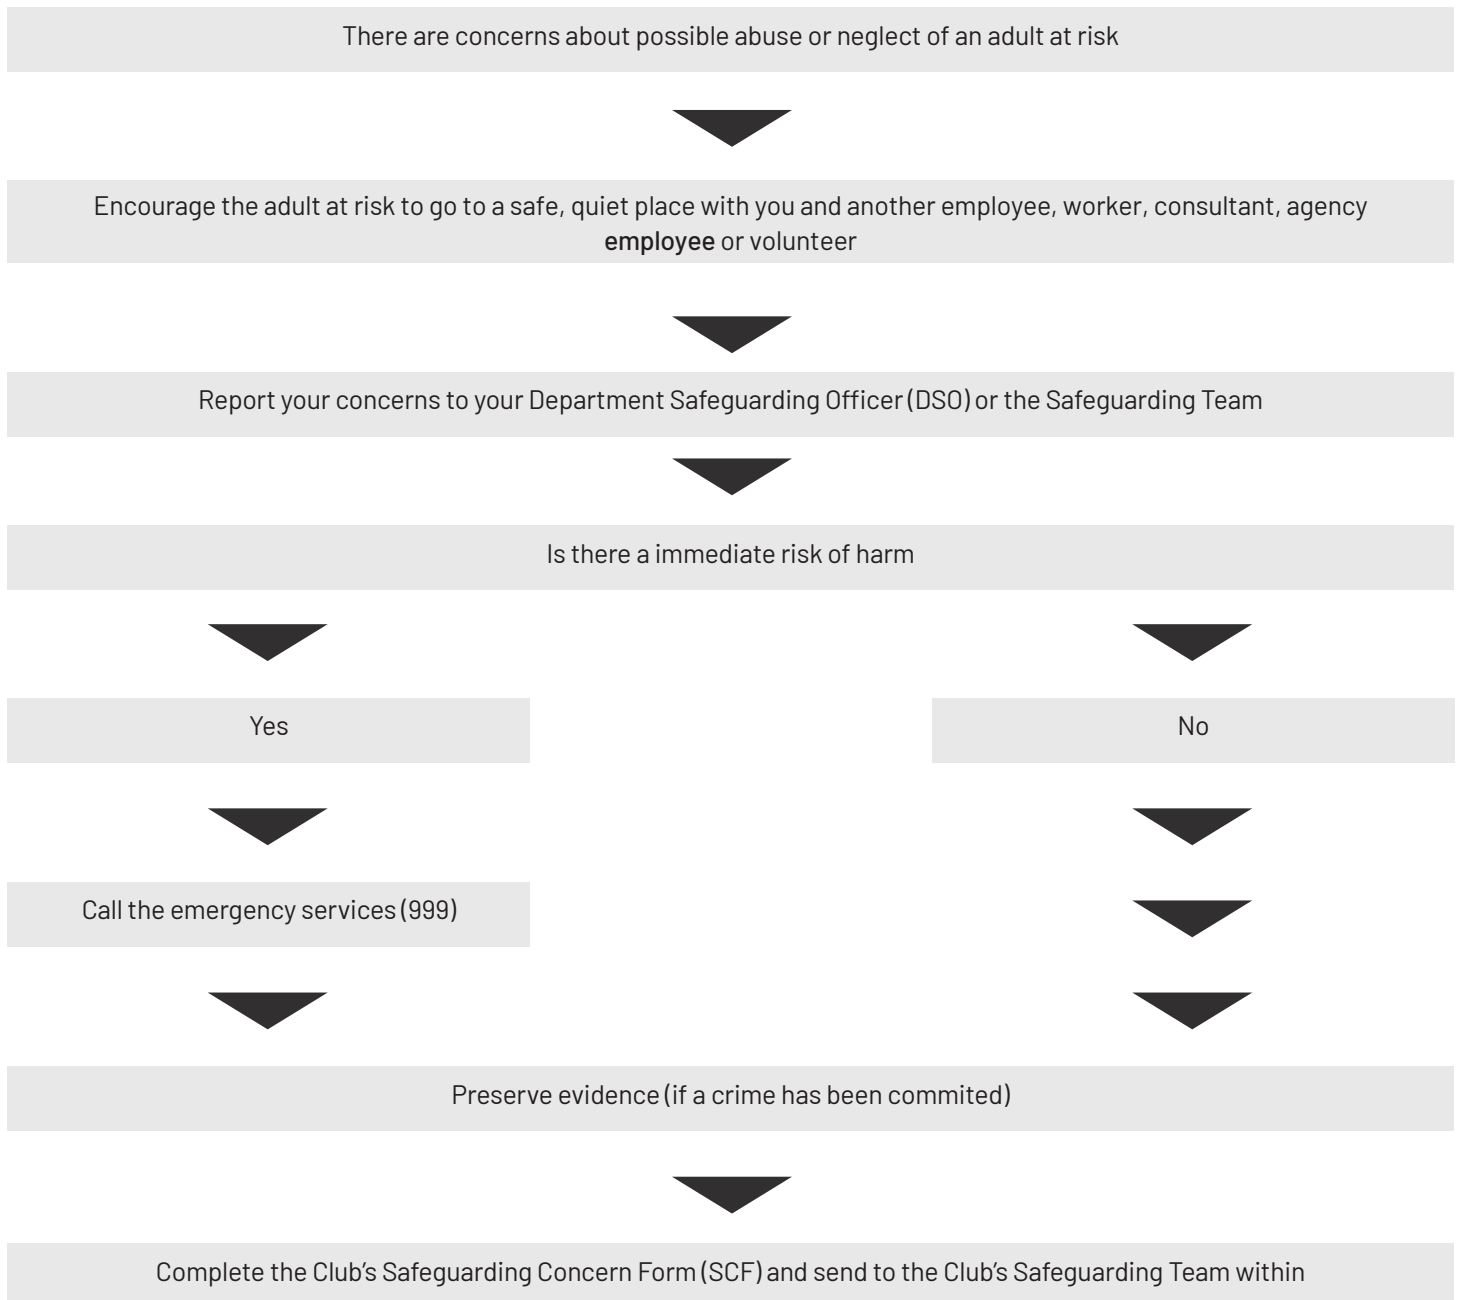 There are concerns about possible abuse or neglect of an adult at risk
Encourage the adult at risk to go to a safe, quiet place with you and another employee, worker, consultant, agency
employee or volunteer
Report your concerns to your Department Safeguarding Officer (DSO) or the Safeguarding Team
Is there a immediate risk of harm
Yes
No
Call the emergency services (999)
Preserve evidence (if a crime has been commited)
Complete the Club's Safeguarding Concern Form (SCF) and send to the Club's Safeguarding Team within